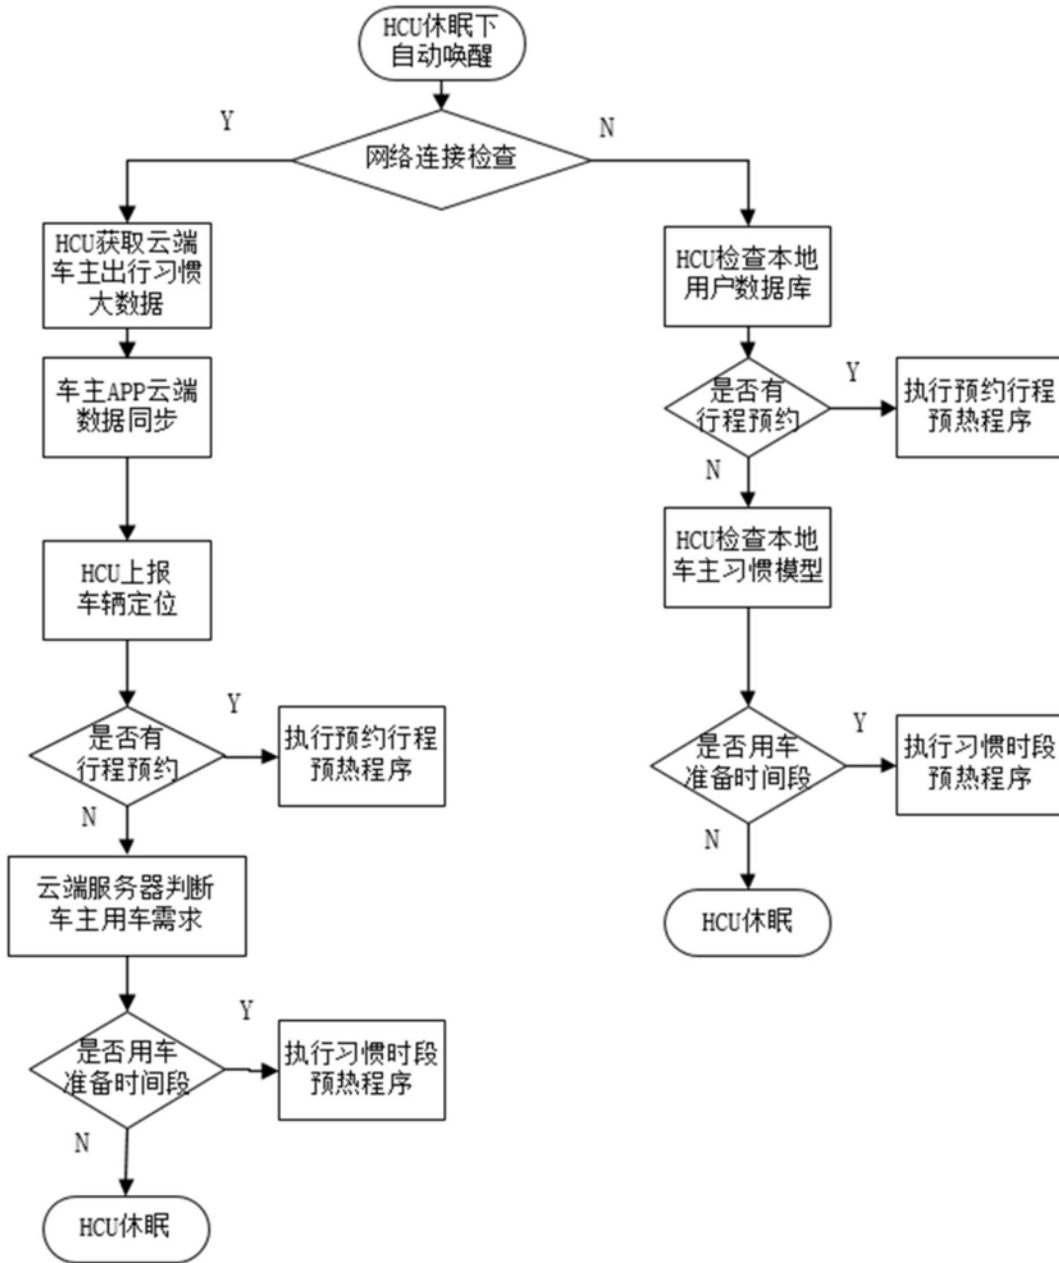 HCU休眠下
自动唤醒
Y
N
网络连接检查
HCU获取云端
车主出行习惯
大数据
HCU检查本地
用户数据库
车主APP云端
数据同步
是否有
行程预约
Y
执行预约行程
预热程序
N
HCU上报
车辆定位
HCU检查本地
车主习惯模型
是否有
行程预约
Y
执行预约行程
预热程序
N
是否用车
准备时间段
Y
执行习惯时段
预热程序
N
云端服务器判断
车主用车需求
HCU休眠
是否用车
准备时间段
Y
执行习惯时段
预热程序
N
HCU休眠